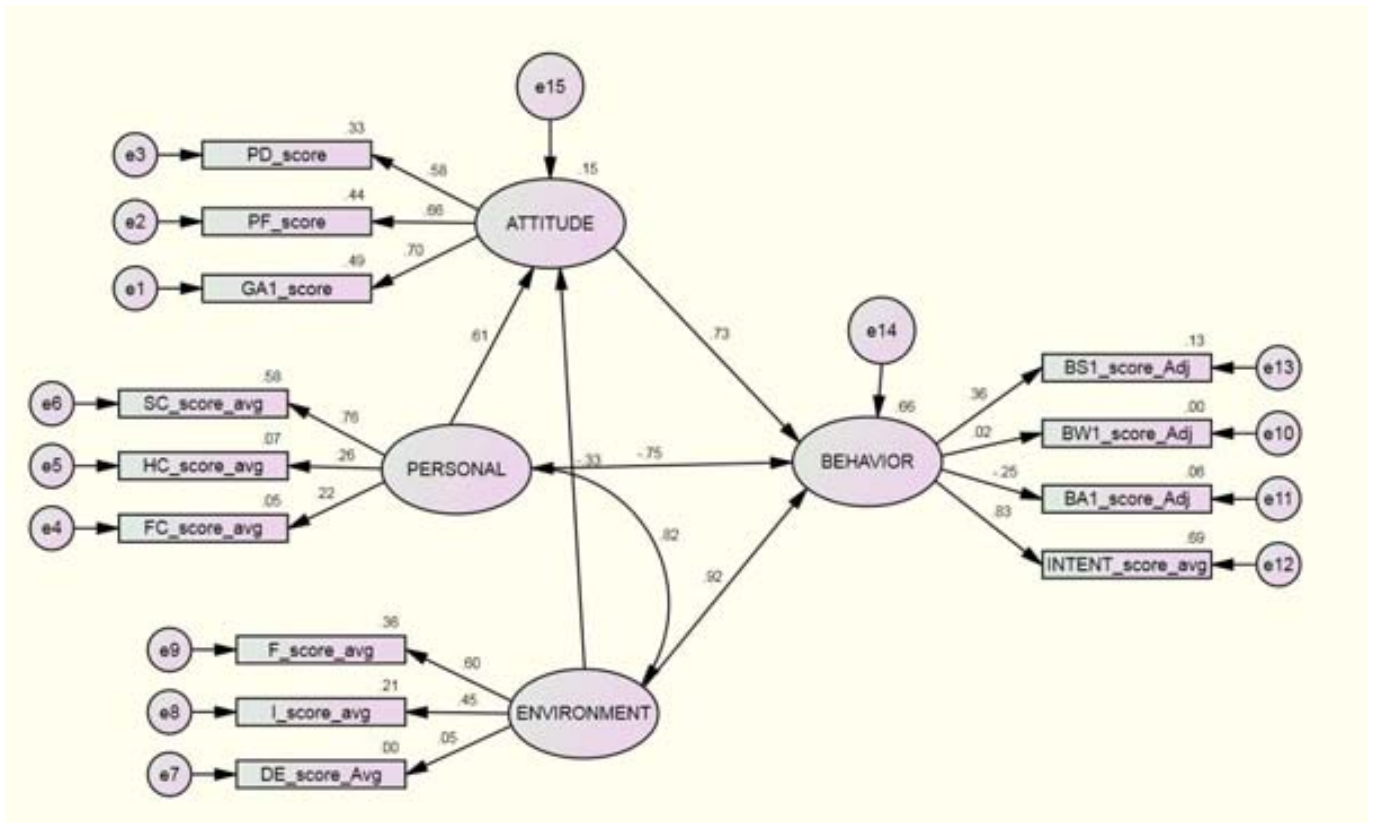 e15
.33
e3 PD_score .58 .15
.44
e2 PF_score .66 ATTITUDE
.49 .70
e1 GA1_score
.61 .73 e14
.13
BS1_score_Adj e13
.58 .36
e6 SC_score_avg .76 .66 .00
.07 .02 BW1_score_Adj e10
e5 HC_score_avg .26 PERSONAL -.33 -.75 BEHAVIOR
.05 .22 -.25 .06
e4 FC_score_avg BA1_score_Adj e11
.82 .83 .69
.92 INTENT_score_avg e12
.36
e9 F_score_avg .60
.21
e8 I_score_avg .45 ENVIRONMENT
.00 .05
e7 DE_score_Avg